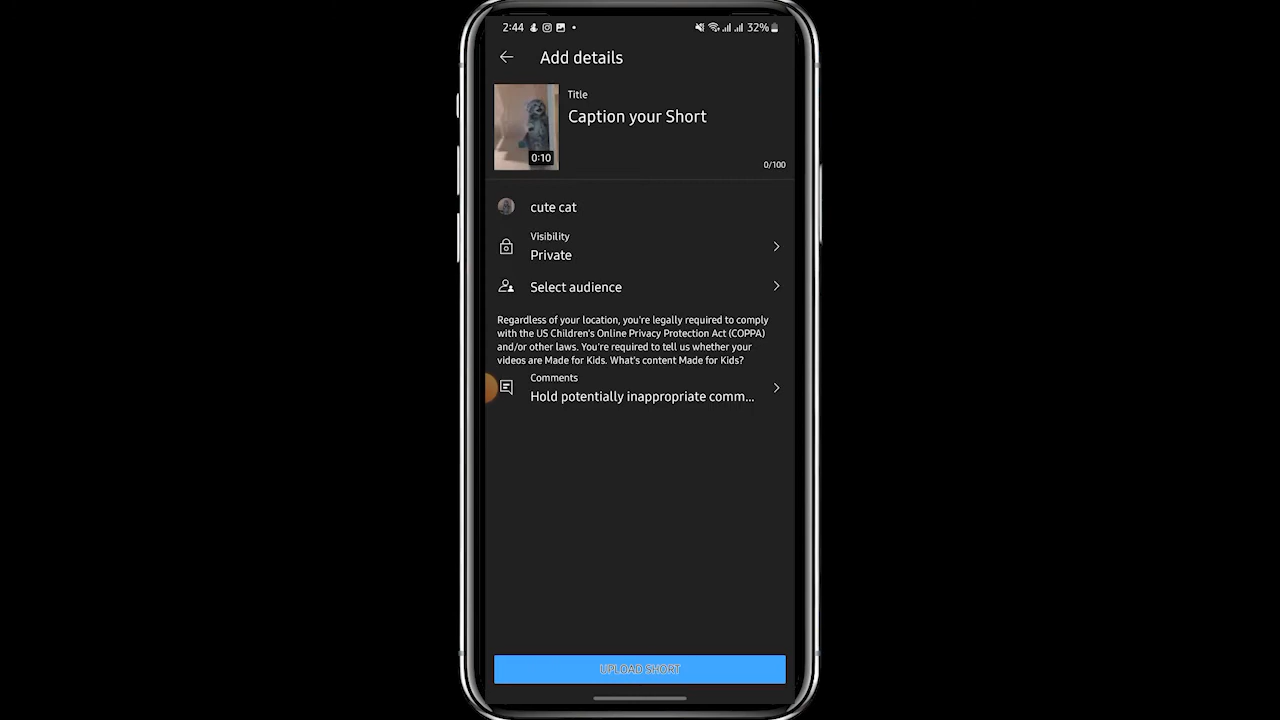 2:44
32%
Add details
Title
Caption your Short
0:10
0/100
cute cat
Visibility
Private
Select audience
Regardless of your location, you're legally required to comply
with the US Children's Online Privacy Protection Act (COPPA)
and/or other laws. You're required to tell us whether your
videos are Made for Kids. What's content Made for Kids?
Comments
Hold potentially inappropriate comm...
UPLOAD SHORT